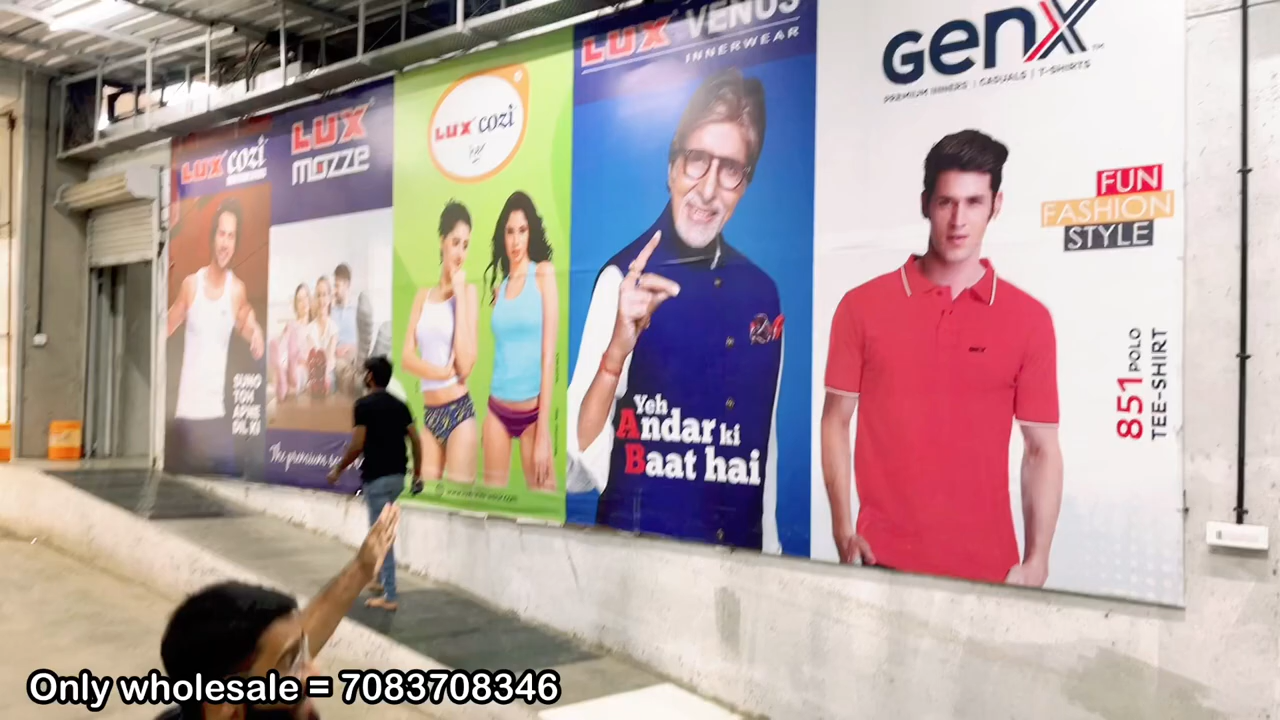 LUX cozi
SUNO
TOH
APNE
DIL KI
LUX
mozze
LUX cozi
her
LUX VENUS
INNERWEAR
Yeh
Andar ki
Baat hai
GenX
PREMIUM INNERS | CASUALS | T-SHIRTS
FUN
FASHION
STYLE
851 POLO
TEE-SHIRT
The premium
Only wholesale = 7083708346